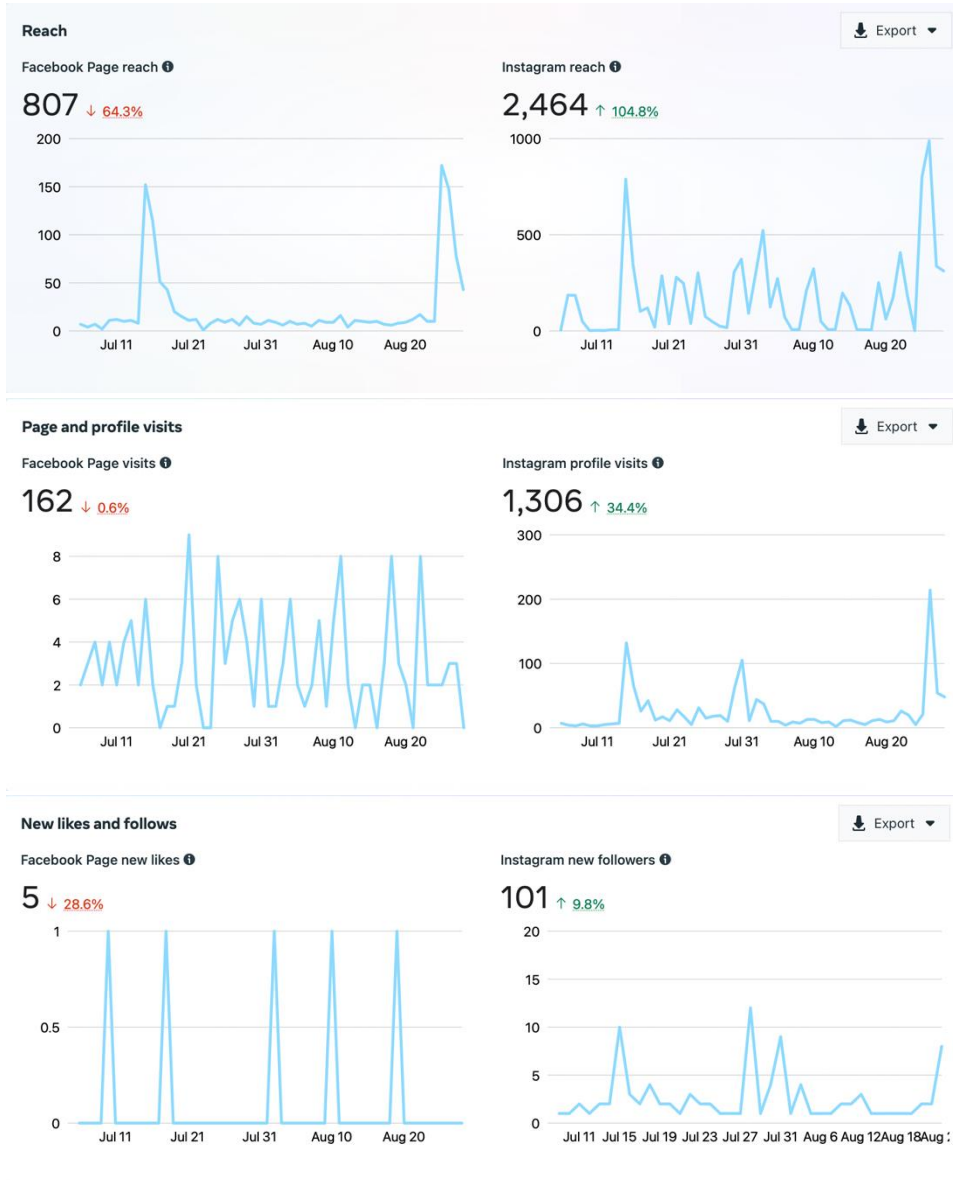 Reach
Export
Facebook Page reach
807 ↓ 64.3%
200
150
100
50
0
Jul 11 Jul 21 Jul 31 Aug 10 Aug 20
Instagram reach
2,464 ↑ 104.8%
1000
500
0
Jul 11 Jul 21 Jul 31 Aug 10 Aug 20
Page and profile visits
Export
Facebook Page visits
162 ↓ 0.6%
8
6
4
2
0
Jul 11 Jul 21 Jul 31 Aug 10 Aug 20
Instagram profile visits
1,306 ↑ 34.4%
300
200
100
0
Jul 11 Jul 21 Jul 31 Aug 10 Aug 20
New likes and follows
Export
Facebook Page new likes
5 ↓ 28.6%
1
0.5
0
Jul 11 Jul 21 Jul 31 Aug 10 Aug 20
Instagram new followers
101 ↑ 9.8%
20
15
10
5
0
Jul 11 Jul 15 Jul 19 Jul 23 Jul 27 Jul 31 Aug 6 Aug 12 Aug 18 Aug